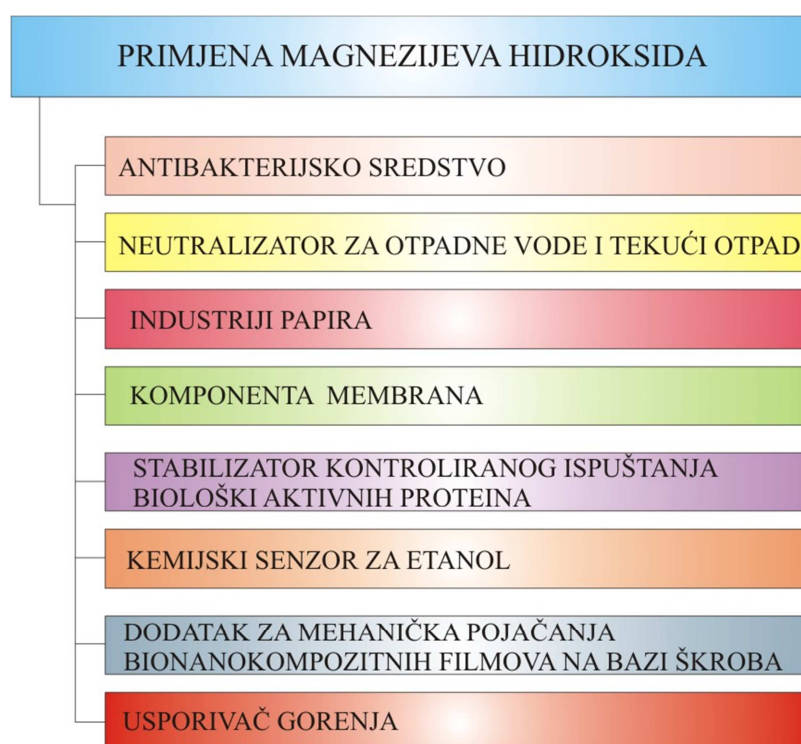 PRIMJENA MAGNEZIJEVA HIDROKSIDA
ANTIBAKTERIJSKO SREDSTVO
NEUTRALIZATOR ZA OTPADNE VODE I TEKUĆI OTPAD
INDUSTRIJI PAPIRA
KOMPONENTA MEMBRANA
STABILIZATOR KONTROLIRANOG ISPUŠTANJA
BIOLOŠKI AKTIVNIH PROTEINA
KEMIJSKI SENZOR ZA ETANOL
DODATAK ZA MEHANIČKA POJAČANJA
BIONANOKOMPOZITNIH FILMOVA NA BAZI ŠKROBA
USPORIVAČ GORENJA